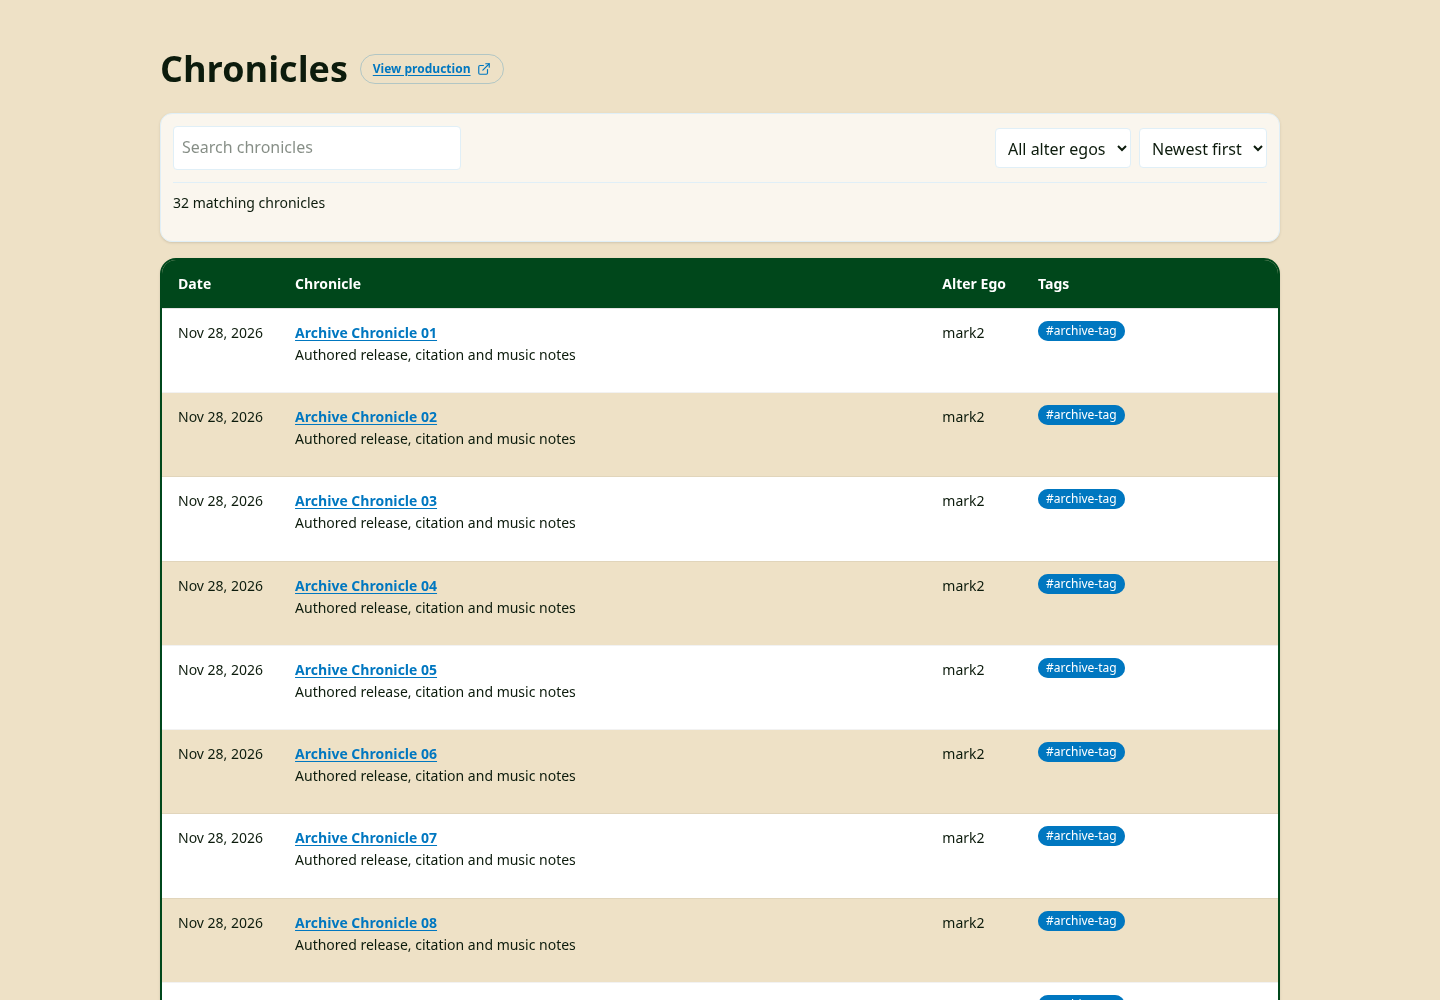 Chronicles View production
Search chronicles All alter egos Newest first
32 matching chronicles
Date Chronicle Alter Ego Tags
Nov 28, 2026 Archive Chronicle 01 mark2 #archive-tag
Authored release, citation and music notes
Nov 28, 2026 Archive Chronicle 02 mark2 #archive-tag
Authored release, citation and music notes
Nov 28, 2026 Archive Chronicle 03 mark2 #archive-tag
Authored release, citation and music notes
Nov 28, 2026 Archive Chronicle 04 mark2 #archive-tag
Authored release, citation and music notes
Nov 28, 2026 Archive Chronicle 05 mark2 #archive-tag
Authored release, citation and music notes
Nov 28, 2026 Archive Chronicle 06 mark2 #archive-tag
Authored release, citation and music notes
Nov 28, 2026 Archive Chronicle 07 mark2 #archive-tag
Authored release, citation and music notes
Nov 28, 2026 Archive Chronicle 08 mark2 #archive-tag
Authored release, citation and music notes